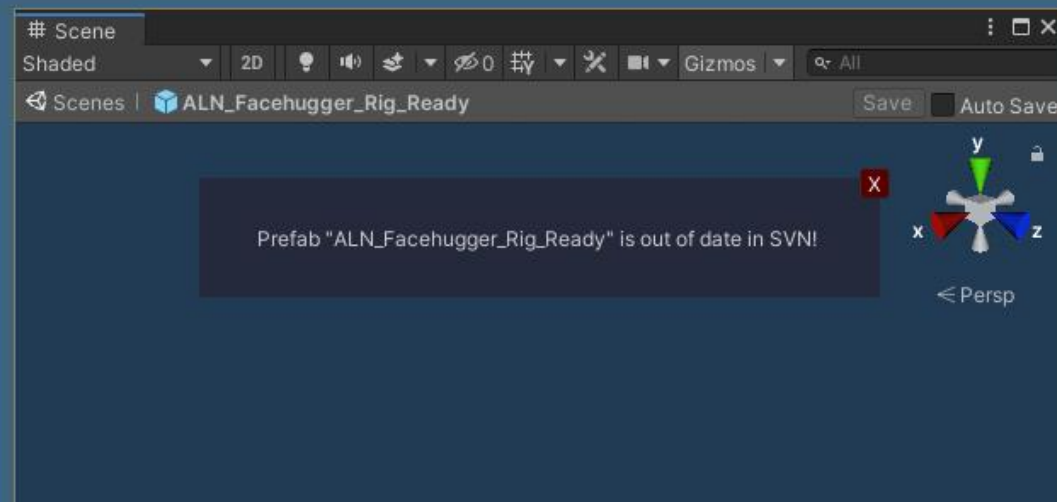 # Scene
Shaded 2D 0 Gizmos All
Scenes | ALN_Facehugger_Rig_Ready Save Auto Save
y
X
Prefab "ALN_Facehugger_Rig_Ready" is out of date in SVN!
x z
< Persp